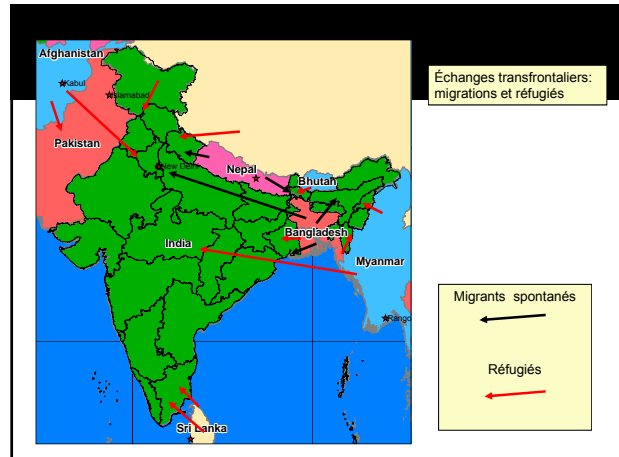 Afghanistan
Kabul
Islamabad
Pakistan
New Delhi
Nepal
Bhutan
Bangladesh
India
Myanmar
Rango
Sri Lanka
Échanges transfrontaliers:
migrations et réfugiés
Migrants spontanés
Réfugiés